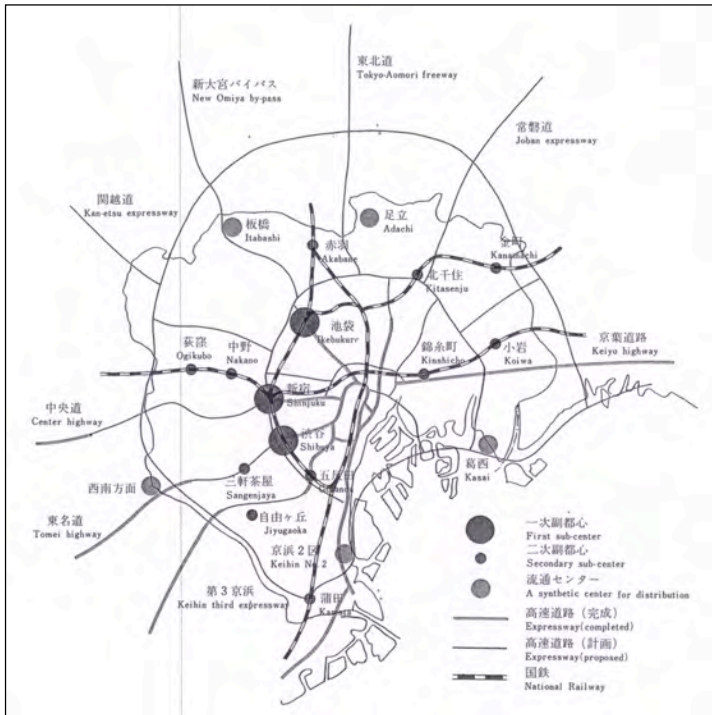 東北道
Tokyo-Aomori freeway
新大宮バイパス
New Omiya by-pass
常磐道
Joban expressway
関越道
Kan-etsu expressway
板橋
Itabashi
足立
Adachi
赤羽
Akabane
金町
Kanamachi
北千住
Kitasenju
池袋
Ikebukuro
京葉道路
Keiyo highway
荻窪
Ogikubo
中野
Nakano
錦糸町
Kinshicho
小岩
Koiwa
新宿
Shinjuku
中央道
Center highway
渋谷
Shibuya
葛西
Kasai
三軒茶屋
Sangenjaya
五反田
西南方面
自由ヶ丘
Jiyugaoka
東名道
Tomei highway
京浜2区
Keihin No.2
第3京浜
Keihin third expressway
蒲田
一次副都心
First sub-center
二次副都心
Secondary sub-center
流通センター
A synthetic center for distribution
高速道路(完成)
Expressway(completed)
高速道路(計画)
Expressway(proposed)
国鉄
National Railway